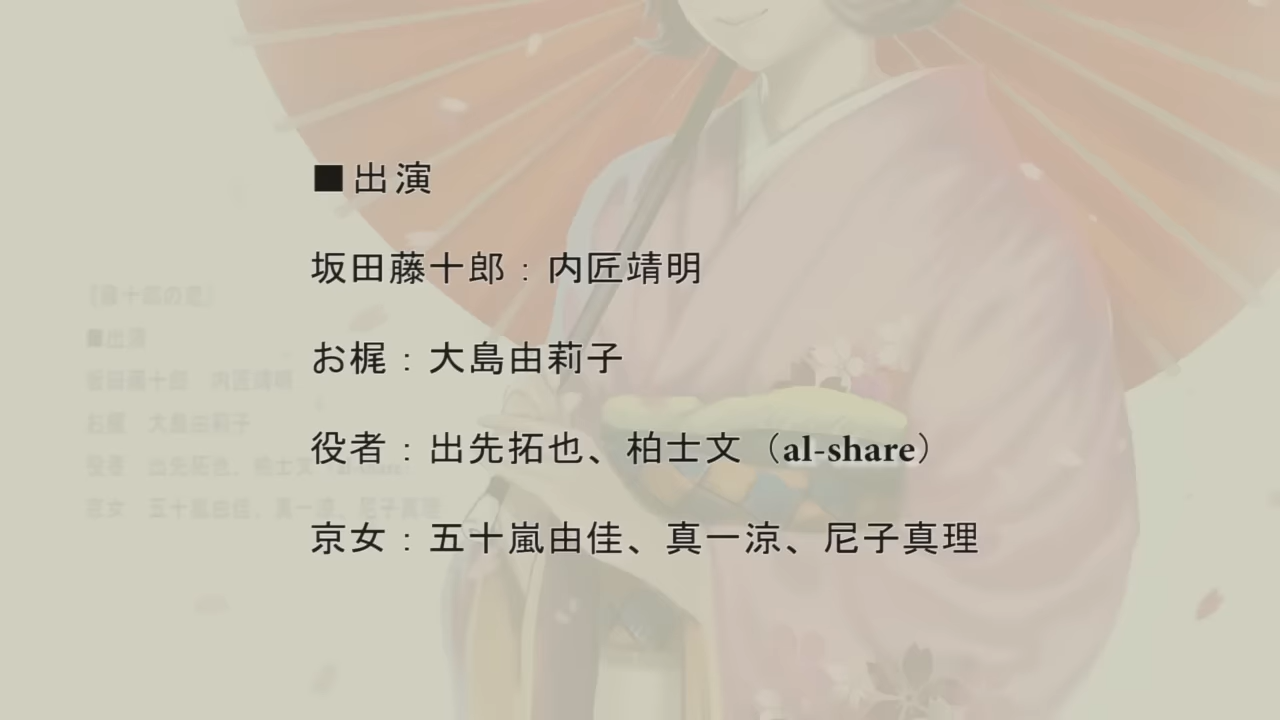 ■出演
坂田藤十郎：内匠靖明
お梶：大島由莉子
役者：出先拓也、柏士文（al-share）
京女：五十嵐由佳、真一涼、尼子真理